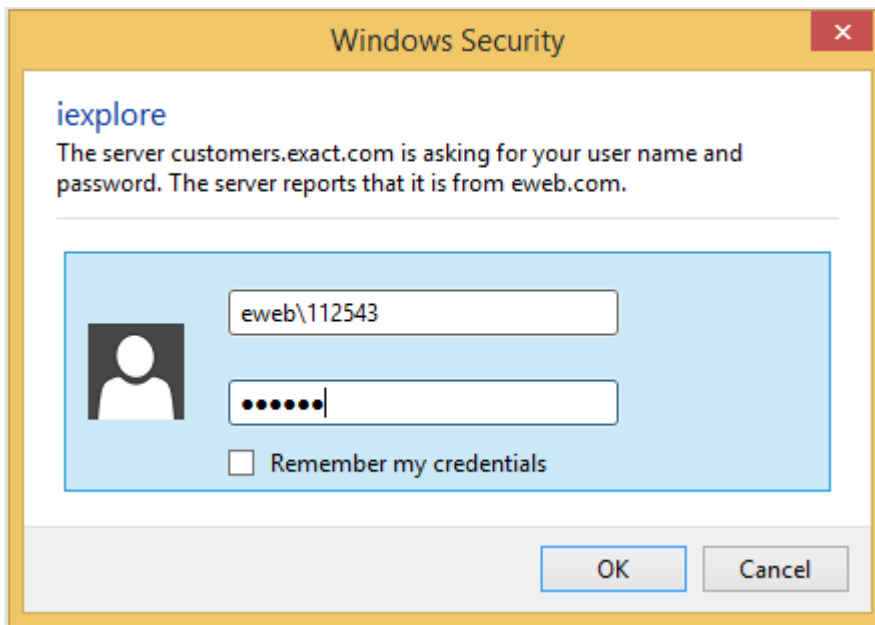 Windows Security
iexplore
The server customers.exact.com is asking for your user name and
password. The server reports that it is from eweb.com.
eweb\112543
●●●●●●
Remember my credentials
OK
Cancel